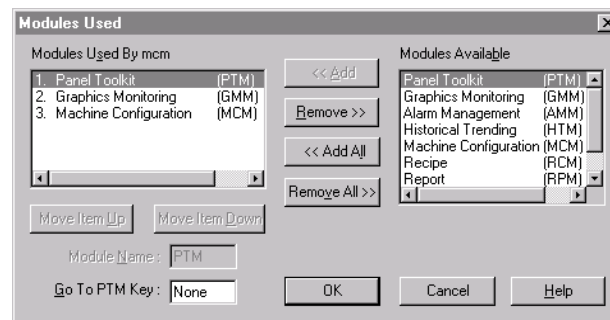 Modules Used
Modules Used By mcm
1. Panel Toolkit (PTM)
2. Graphics Monitoring (GMM)
3. Machine Configuration (MCM)
<< Add
Remove >>
<< Add All
Remove All >>
Modules Available
Panel Toolkit (PTM)
Graphics Monitoring (GMM)
Alarm Management (AMM)
Historical Trending (HTM)
Machine Configuration (MCM)
Recipe (RCM)
Report (RPM)
Move Item Up
Move Item Down
Module Name : PTM
Go To PTM Key : None
OK
Cancel
Help